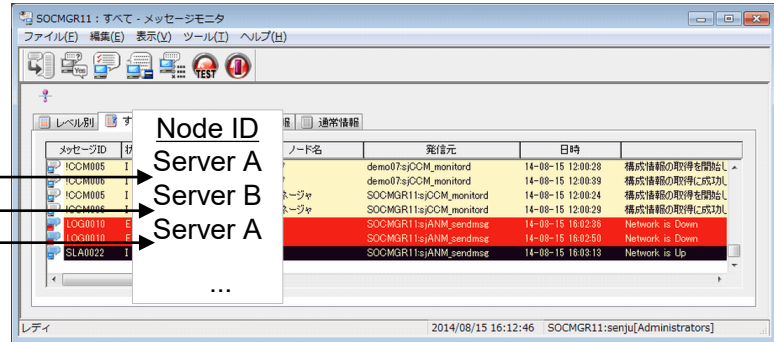 SOCMGR11 : すべて - メッセージモニタ
ファイル(F) 編集(E) 表示(V) ツール(T) ヘルプ(H)
Yes TEST
レベル別 す 報 通常情報
メッセージID 状 ノード名 発信元 日時
!CCM005 I demo07:sjCCM_monitord 14-08-15 12:00:28 構成情報の取得を開始し
!CCM006 I demo07:sjCCM_monitord 14-08-15 12:00:39 構成情報の取得に成功し
!CCM005 I ネージャ SOCMGR11:sjCCM_monitord 14-08-15 12:00:24 構成情報の取得を開始し
!CCM006 I ネージャ SOCMGR11:sjCCM_monitord 14-08-15 12:00:29 構成情報の取得に成功し
LOG0010 E SOCMGR11:sjANM_sendmsg 14-08-15 16:02:36 Network is Down
LOG0010 E SOCMGR11:sjANM_sendmsg 14-08-15 16:02:50 Network is Down
SLA0022 I SOCMGR11:sjANM_sendmsg 14-08-15 16:03:13 Network is Up
Node ID
Server A
Server B
Server A
...
レディ 2014/08/15 16:12:46 SOCMGR11:senju[Administrators]